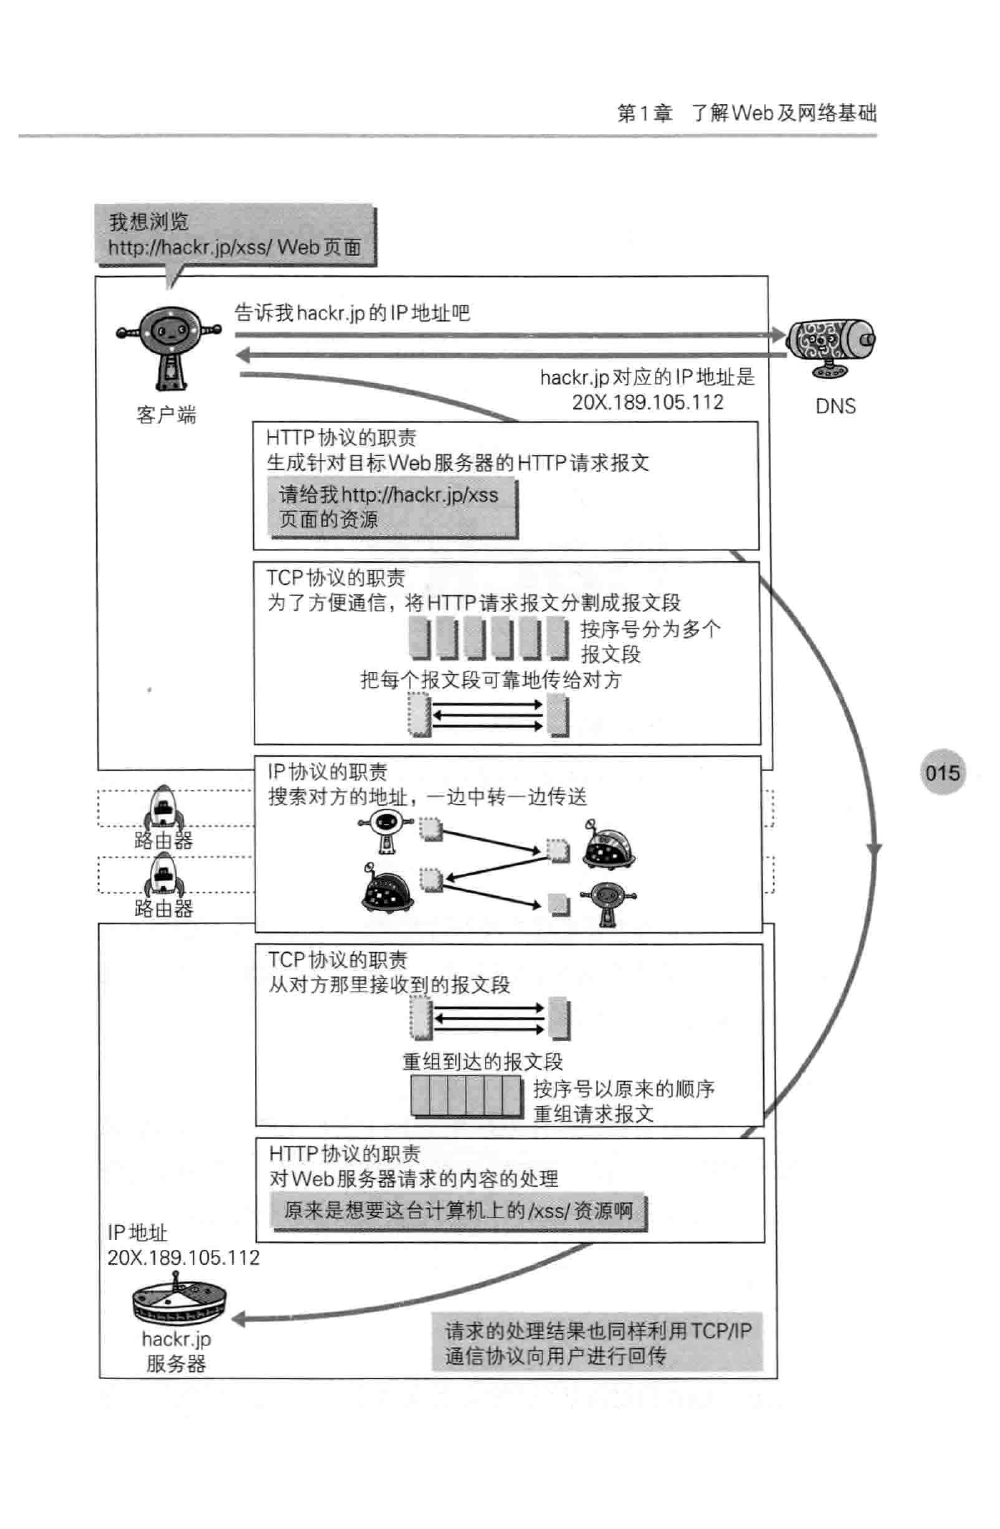 第1章 了解Web及网络基础
我想浏览
http://hackr.jp/xss/ Web页面
告诉我hackr.jp的IP地址吧
hackr.jp对应的IP地址是
20X.189.105.112
DNS
客户端
HTTP协议的职责
生成针对目标Web服务器的HTTP请求报文
请给我http://hackr.jp/xss
页面的资源
TCP协议的职责
为了方便通信，将HTTP请求报文分割成报文段
按序号分为多个
报文段
把每个报文段可靠地传给对方
015
IP协议的职责
搜索对方的地址，一边中转一边传送
路由器
路由器
TCP协议的职责
从对方那里接收到的报文段
重组到达的报文段
按序号以原来的顺序
重组请求报文
HTTP协议的职责
对Web服务器请求的内容的处理
原来是想要这台计算机上的/xss/资源啊
IP地址
20X.189.105.112
hackr.jp
服务器
请求的处理结果也同样利用TCP/IP
通信协议向用户进行回传